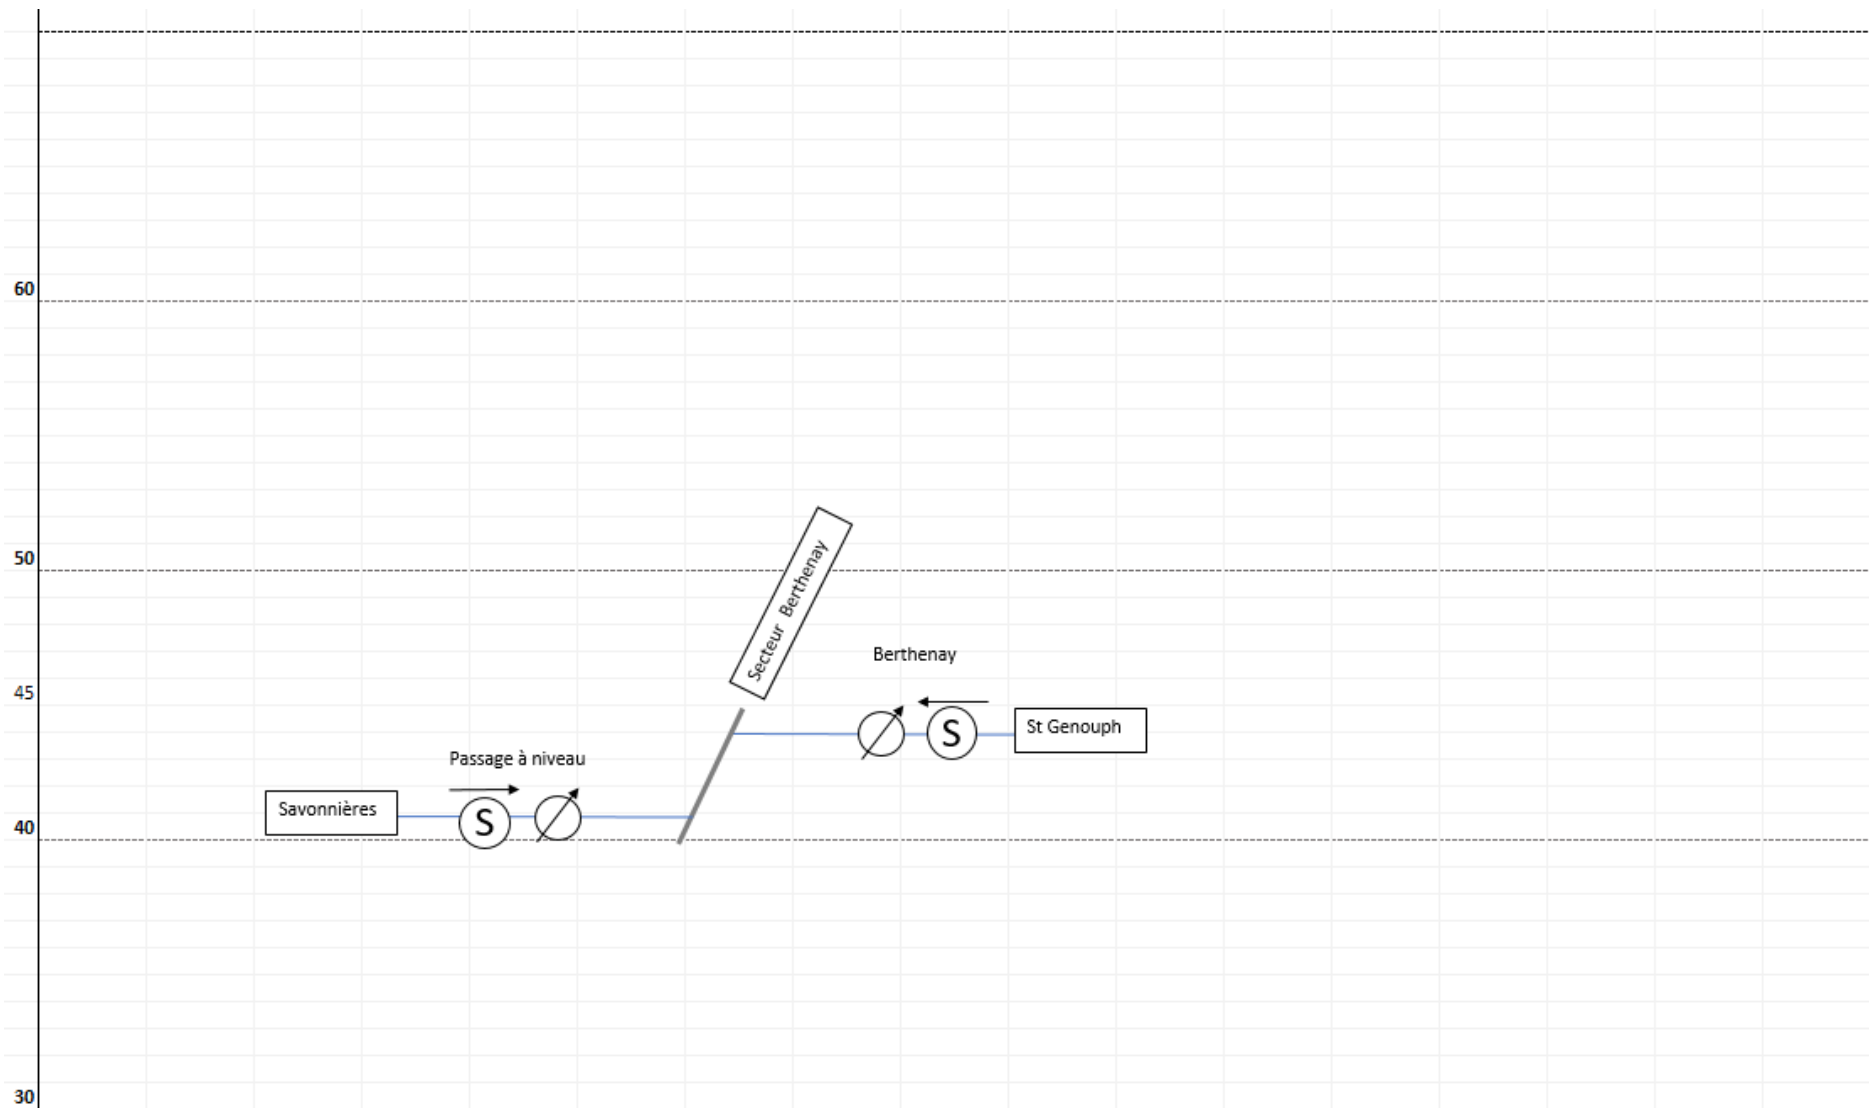 60
50
Secteur Berthenay
Berthenay
45
St Genouph
Passage à niveau
Savonnières
S
S
40
30